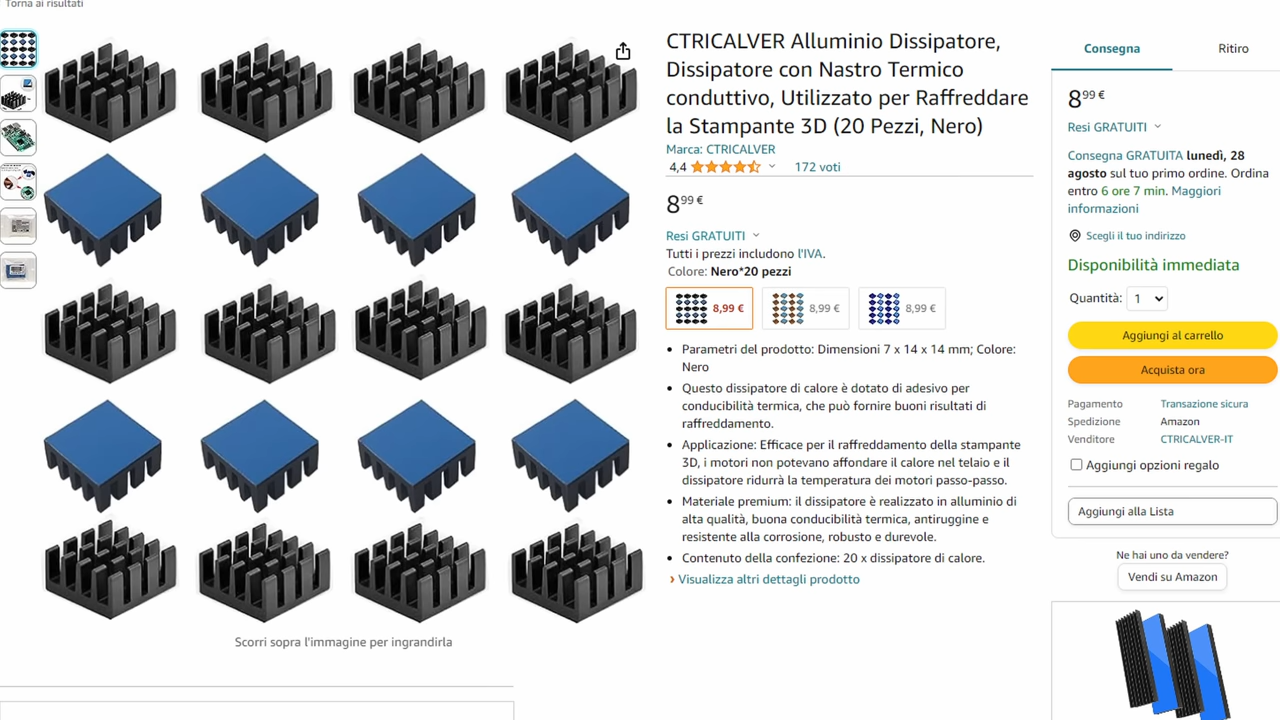 Torna ai risultati
CTRICALVER Alluminio Dissipatore,
Dissipatore con Nastro Termico
conduttivo, Utilizzato per Raffreddare
la Stampante 3D (20 Pezzi, Nero)
Marca: CTRICALVER
4,4 172 voti
8,99 €
Resi GRATUITI
Tutti i prezzi includono l'IVA.
Colore: Nero*20 pezzi
8,99 € 8,99 € 8,99 €
• Parametri del prodotto: Dimensioni 7 x 14 x 14 mm; Colore:
Nero
• Questo dissipatore di calore è dotato di adesivo per
conducibilità termica, che può fornire buoni risultati di
raffreddamento.
• Applicazione: Efficace per il raffreddamento della stampante
3D, i motori non potevano affondare il calore nel telaio e il
dissipatore ridurrà la temperatura dei motori passo-passo.
• Materiale premium: il dissipatore è realizzato in alluminio di
alta qualità, buona conducibilità termica, antiruggine e
resistente alla corrosione, robusto e durevole.
• Contenuto della confezione: 20 x dissipatore di calore.
› Visualizza altri dettagli prodotto
Scorri sopra l'immagine per ingrandirla
Consegna Ritiro
8,99 €
Resi GRATUITI
Consegna GRATUITA lunedì, 28
agosto sul tuo primo ordine. Ordina
entro 6 ore 7 min. Maggiori
informazioni
Scegli il tuo indirizzo
Disponibilità immediata
Quantità: 1
Aggiungi al carrello
Acquista ora
Pagamento Transazione sicura
Spedizione Amazon
Venditore CTRICALVER-IT
Aggiungi opzioni regalo
Aggiungi alla Lista
Ne hai uno da vendere?
Vendi su Amazon